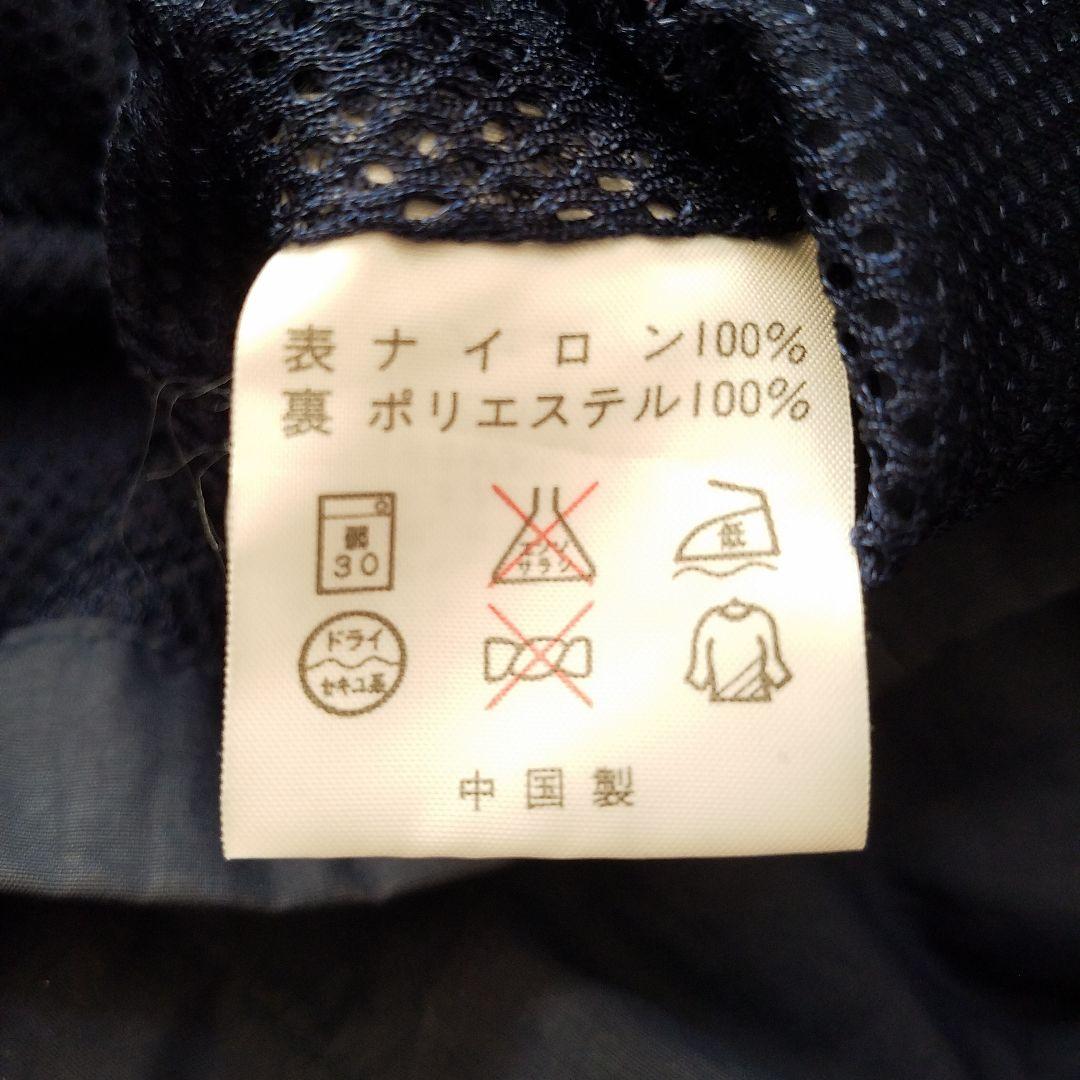 表 ナイロン100%
裏 ポリエステル100%
弱 30
エンソ サラシ
低
ドライ
セキユ系
中国製